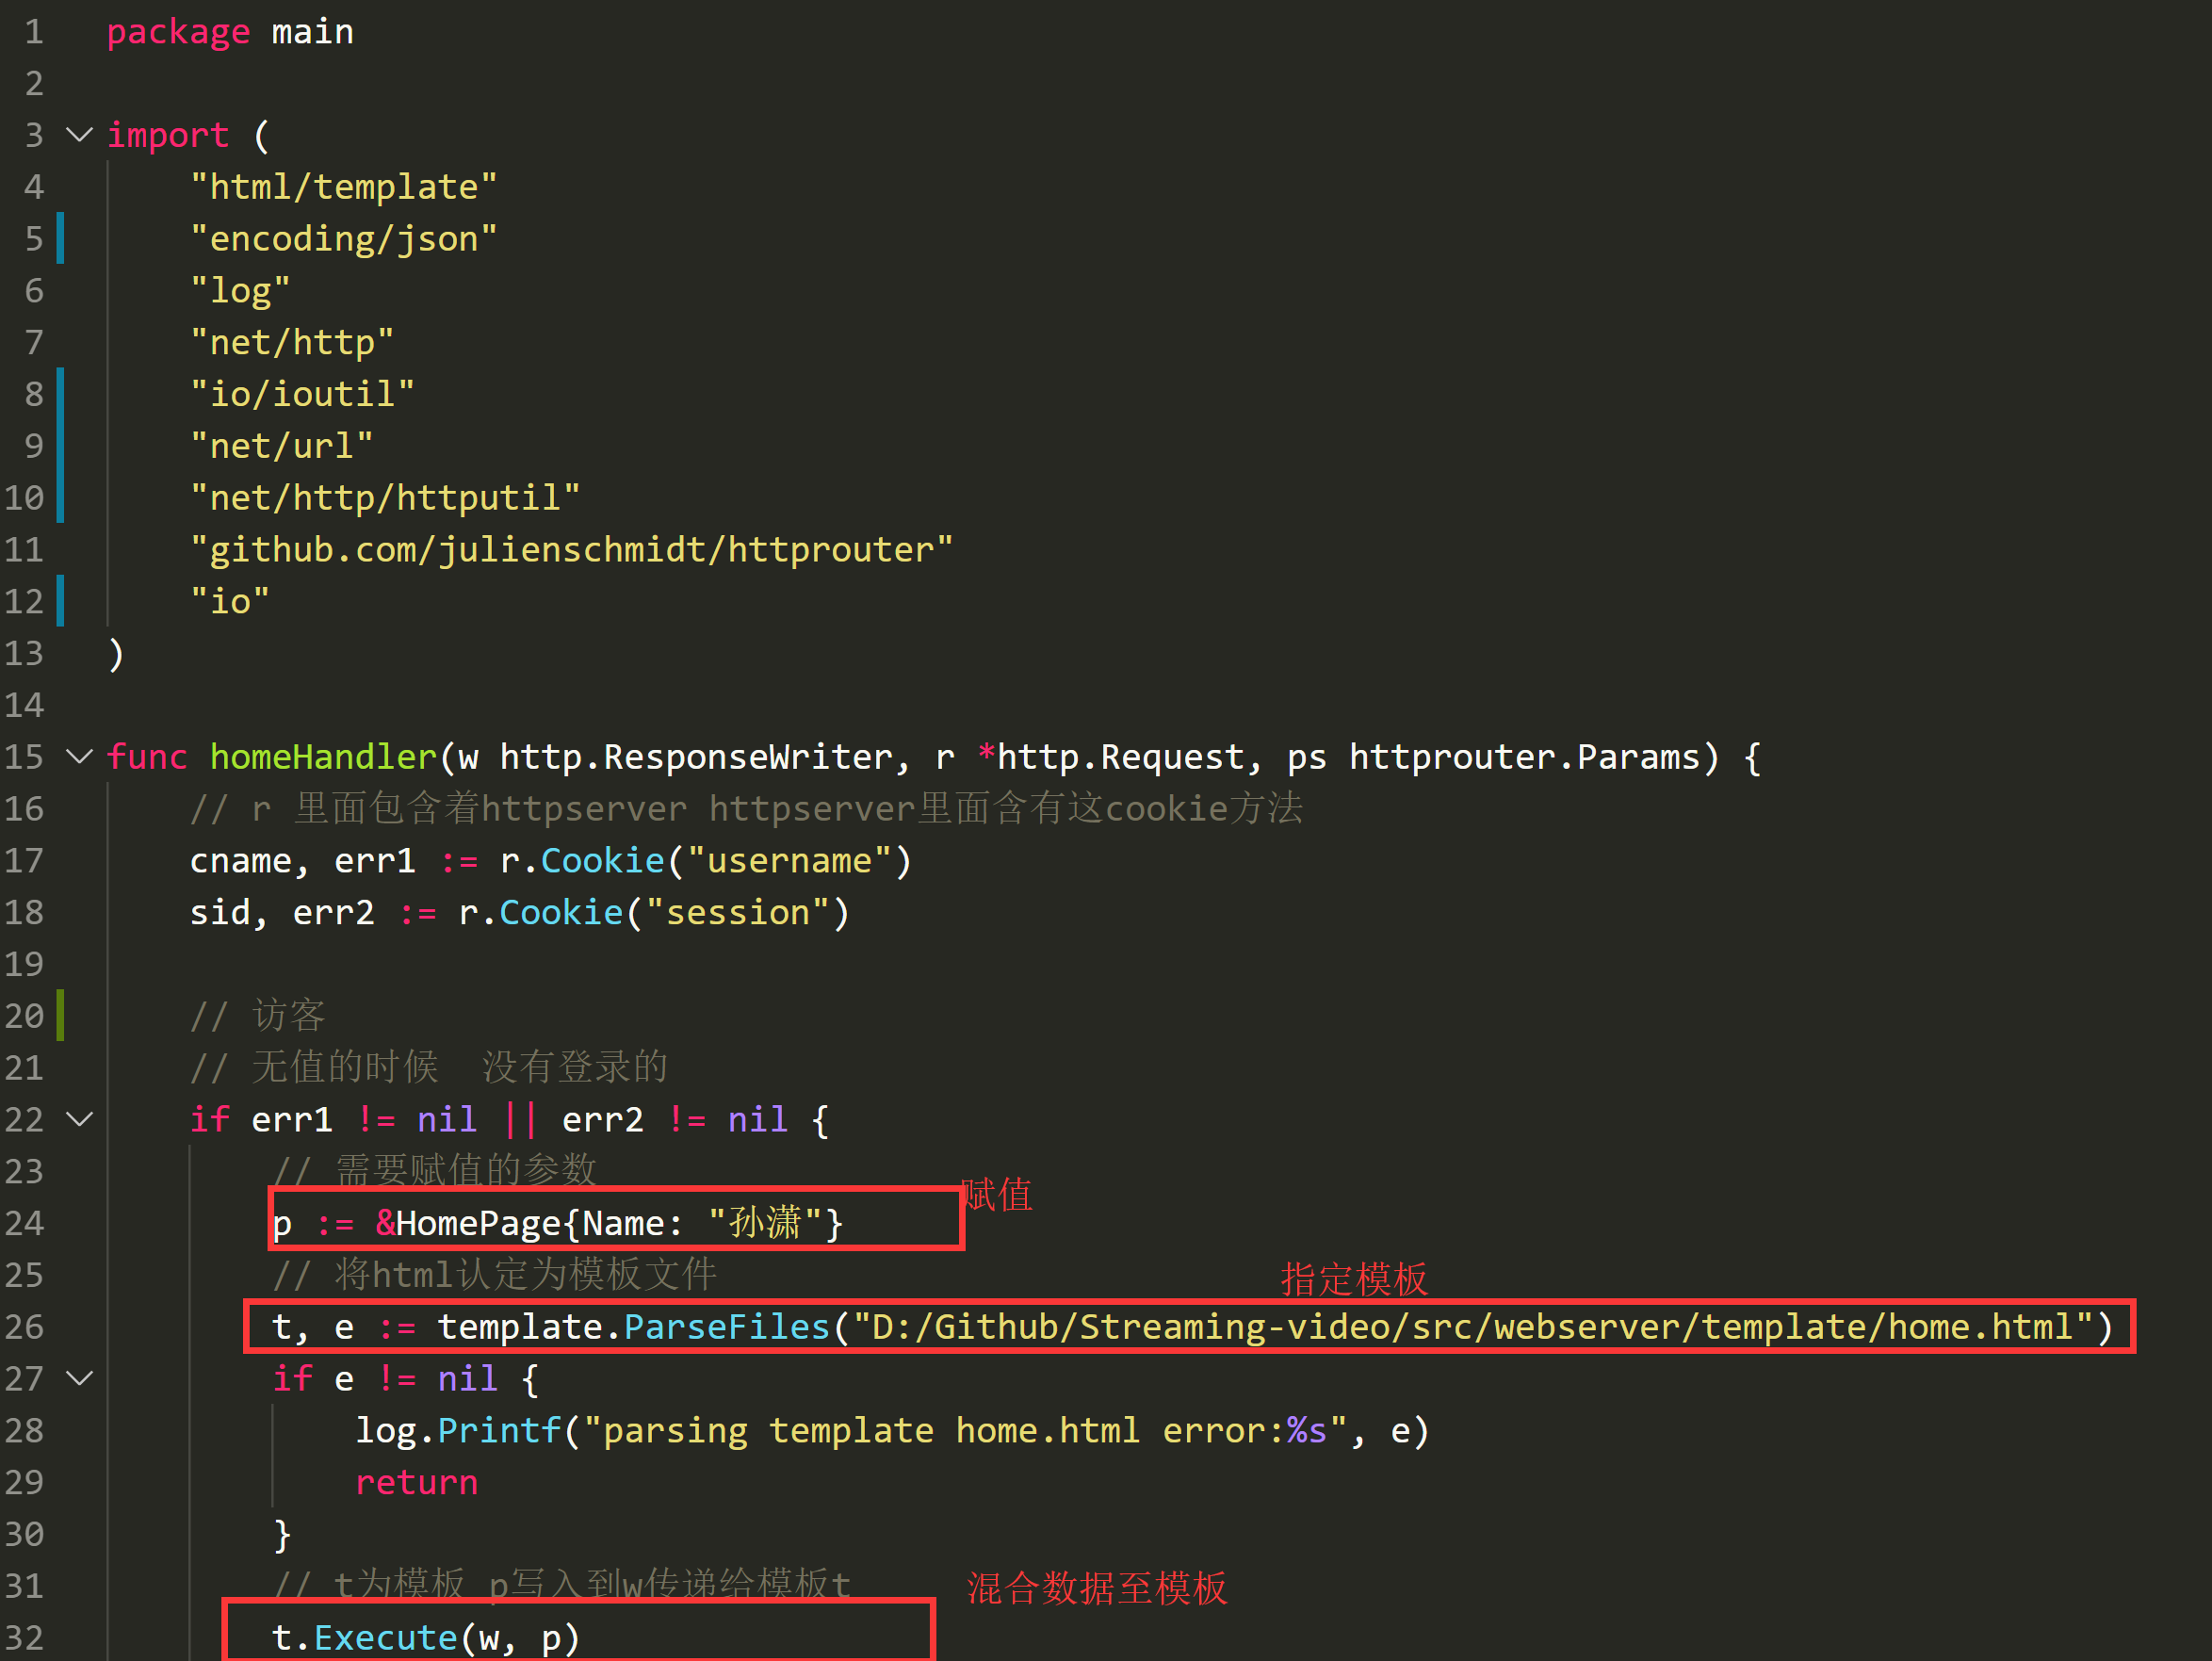 1 package main
2
3 import (
4 "html/template"
5 "encoding/json"
6 "log"
7 "net/http"
8 "io/ioutil"
9 "net/url"
10 "net/http/httputil"
11 "github.com/julienschmidt/httprouter"
12 "io"
13 )
14
15 func homeHandler(w http.ResponseWriter, r *http.Request, ps httprouter.Params) {
16 // r 里面包含着httpserver httpserver里面含有这cookie方法
17 cname, err1 := r.Cookie("username")
18 sid, err2 := r.Cookie("session")
19
20 // 访客
21 // 无值的时候  没有登录的
22 if err1 != nil || err2 != nil {
23 // 需要赋值的参数
赋值
24 p := &HomePage{Name: "孙潇"}
25 // 将html认定为模板文件
指定模板
26 t, e := template.ParseFiles("D:/Github/Streaming-video/src/webserver/template/home.html")
27 if e != nil {
28 log.Printf("parsing template home.html error:%s", e)
29 return
30 }
31 // t为模板 p写入到w传递给模板t
混合数据至模板
32 t.Execute(w, p)